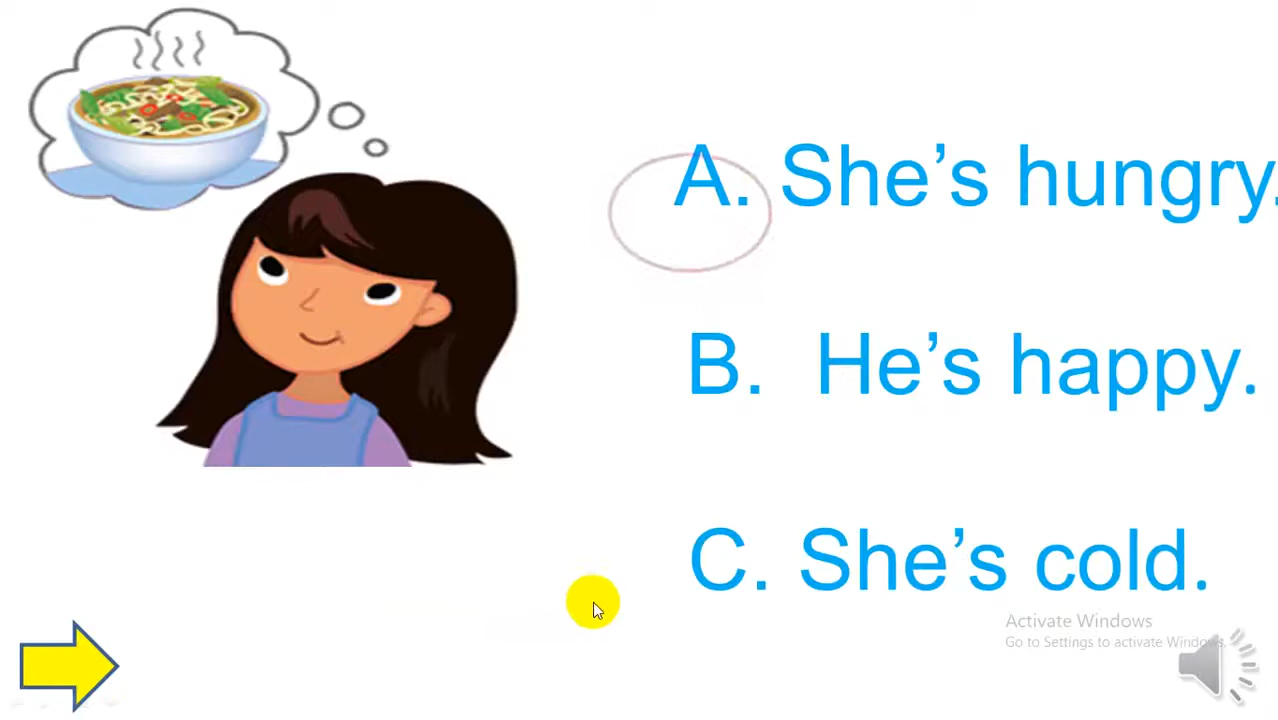 A. She’s hungry.
B. He’s happy.
C. She’s cold.
Activate Windows
Go to Settings to activate Windows.